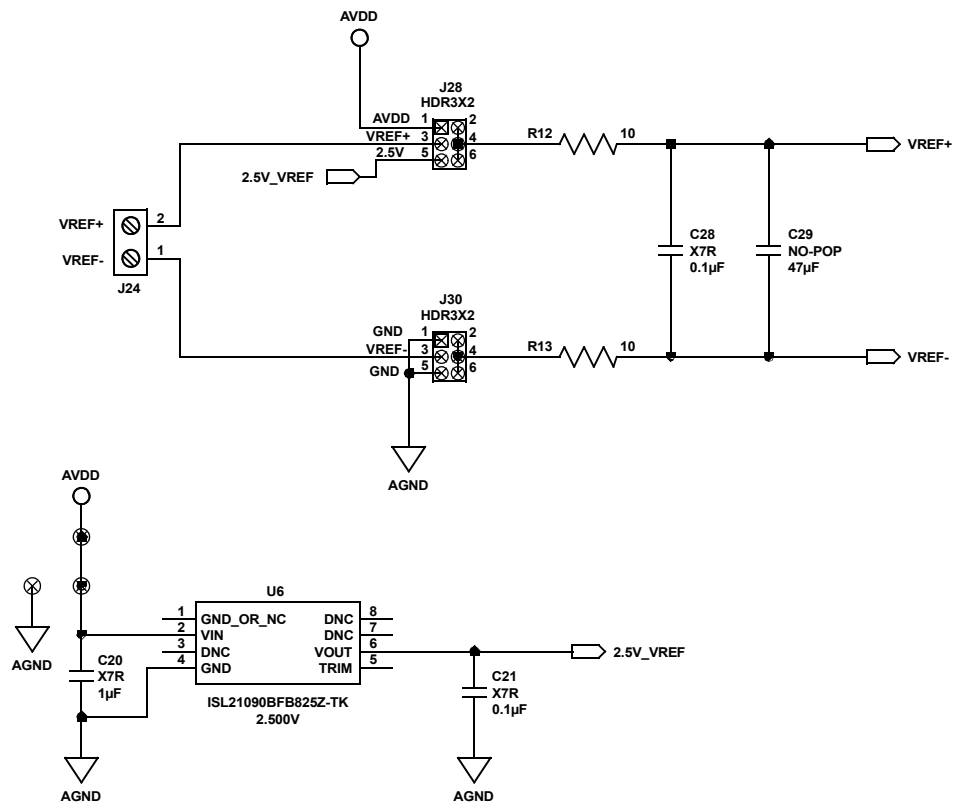 AVDD
J28
HDR3X2
AVDD 1 2
VREF+ 3 4
2.5V 5 6
2.5V_VREF
R12 10
VREF+
VREF+ 2
VREF- 1
J24
C28
X7R
0.1µF
C29
NO-POP
47µF
J30
HDR3X2
GND 1 2
VREF- 3 4
GND 5 6
R13 10
VREF-
AGND
AVDD
AGND
C20
X7R
1µF
AGND
U6
1 GND_OR_NC DNC 8
2 VIN DNC 7
3 DNC VOUT 6
4 GND TRIM 5
ISL21090BFB825Z-TK
2.500V
2.5V_VREF
C21
X7R
0.1µF
AGND